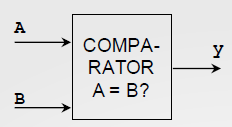 A
B
COMPA-
RATOR
A = B?
y